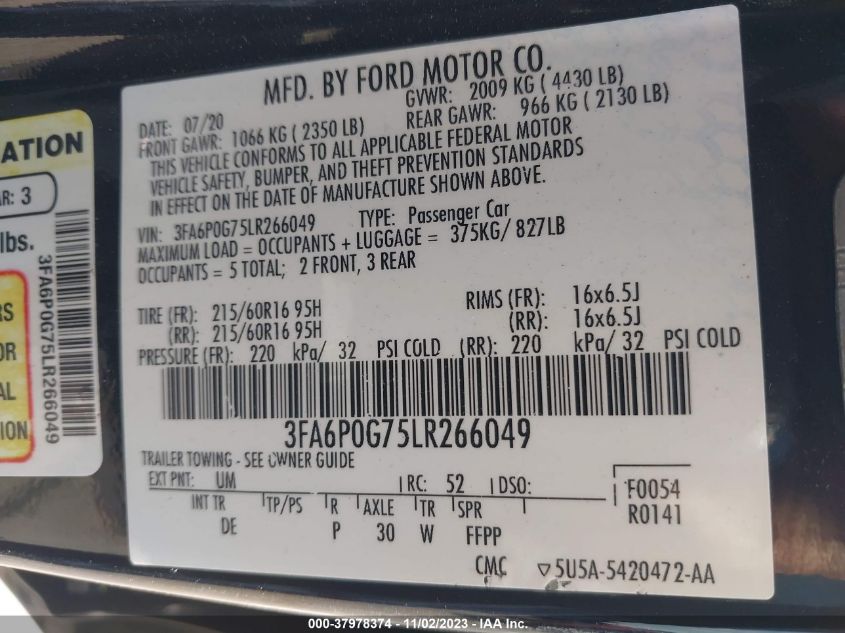 MFD. BY FORD MOTOR CO.
DATE: 07/20 GVWR: 2009 KG ( 4430 LB)
FRONT GAWR: 1066 KG ( 2350 LB) REAR GAWR: 966 KG ( 2130 LB)
THIS VEHICLE CONFORMS TO ALL APPLICABLE FEDERAL MOTOR
VEHICLE SAFETY, BUMPER, AND THEFT PREVENTION STANDARDS
IN EFFECT ON THE DATE OF MANUFACTURE SHOWN ABOVE.
VIN: 3FA6P0G75LR266049 TYPE: Passenger Car
MAXIMUM LOAD = OCCUPANTS + LUGGAGE = 375KG/ 827LB
OCCUPANTS = 5 TOTAL; 2 FRONT, 3 REAR
TIRE (FR): 215/60R16 95H RIMS (FR): 16x6.5J
(RR): 215/60R16 95H (RR): 16x6.5J
PRESSURE (FR): 220 kPa/ 32 PSI COLD (RR): 220 kPa/ 32 PSI COLD
3FA6P0G75LR266049
TRAILER TOWING - SEE OWNER GUIDE
EXT PNT: UM RC: 52 DSO: F0054
INT TR TP/PS R AXLE TR SPR R0141
DE P 30 W FFPP
CMC ▽5U5A-5420472-AA
ATION
AR: 3
lbs.
RS
OR
AL
ION
3FA6P0G75LR266049
000-37978374 - 11/02/2023 - IAA Inc.